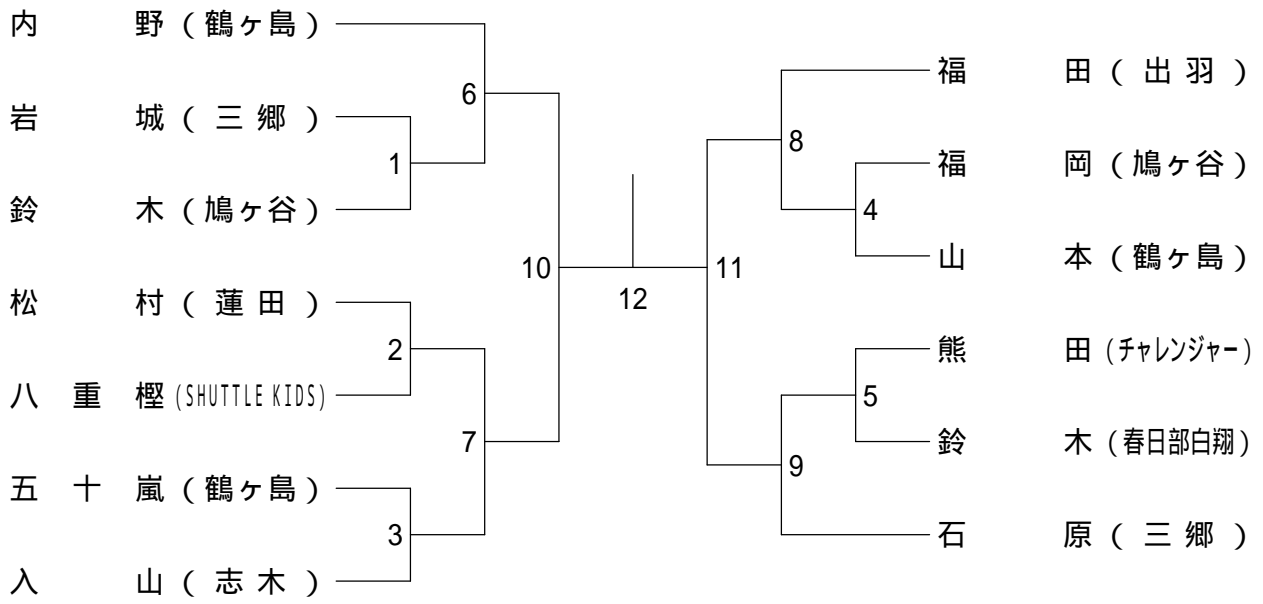 内野(鶴ヶ島)
岩城(三郷)
鈴木(鳩ヶ谷)
松村(蓮田)
八重樫(SHUTTLE KIDS)
五十嵐(鶴ヶ島)
入山(志木)
6
1
10
2
7
3
12
11
8
4
5
9
福田(出羽)
福岡(鳩ヶ谷)
山本(鶴ヶ島)
熊田(チャレンジャー)
鈴木(春日部白翔)
石原(三郷)